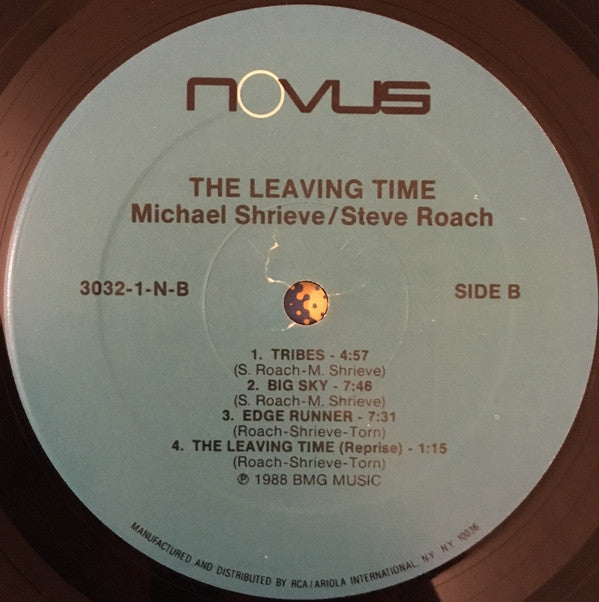 NOVUS
THE LEAVING TIME
Michael Shrieve/Steve Roach
3032-1-N-B
SIDE B
1. TRIBES - 4:57
(S. Roach-M. Shrieve)
2. BIG SKY - 7:46
(S. Roach-M. Shrieve)
3. EDGE RUNNER - 7:31
(Roach-Shrieve-Torn)
4. THE LEAVING TIME (Reprise) - 1:15
(Roach-Shrieve-Torn)
℗ 1988 BMG MUSIC
MANUFACTURED AND DISTRIBUTED BY RCA/ARIOLA INTERNATIONAL, NY, NY 10036